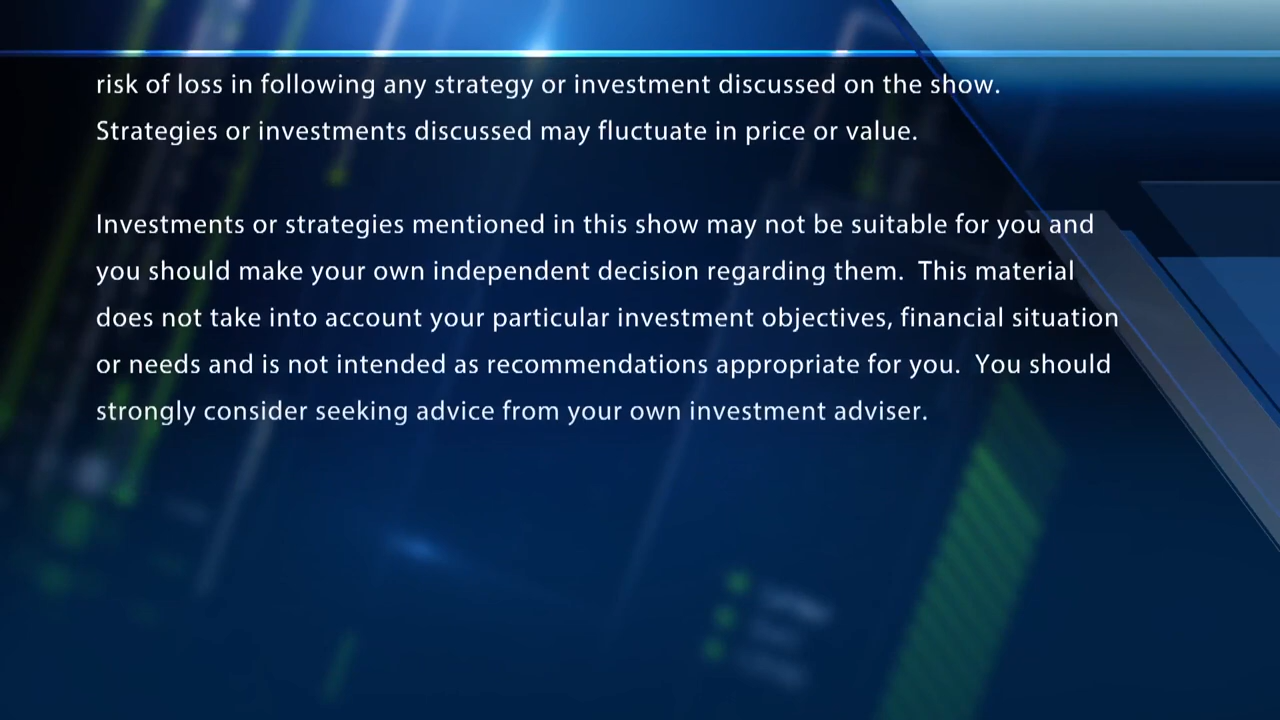 risk of loss in following any strategy or investment discussed on the show.
Strategies or investments discussed may fluctuate in price or value.
Investments or strategies mentioned in this show may not be suitable for you and
you should make your own independent decision regarding them.  This material
does not take into account your particular investment objectives, financial situation
or needs and is not intended as recommendations appropriate for you.  You should
strongly consider seeking advice from your own investment adviser.